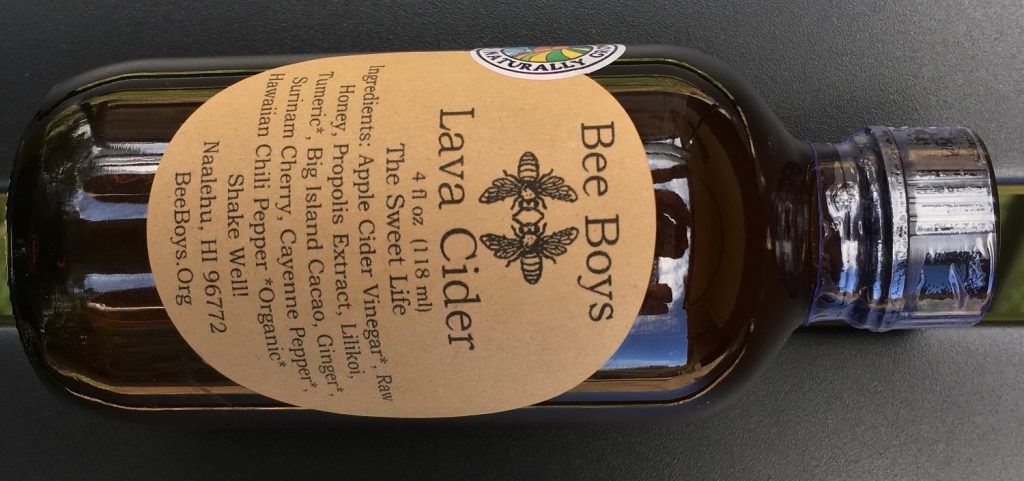 Bee Boys
Lava Cider
4 fl oz (118 ml)
The Sweet Life
Ingredients: Apple Cider Vinegar*, Raw
Honey, Propolis Extract, Lilikoi,
Tumeric*, Big Island Cacao, Ginger*,
Surinam Cherry, Cayenne Pepper*,
Hawaiian Chili Pepper *Organic*
Shake Well!
Naalehu, HI 96772
BeeBoys.Org
NATURALLY